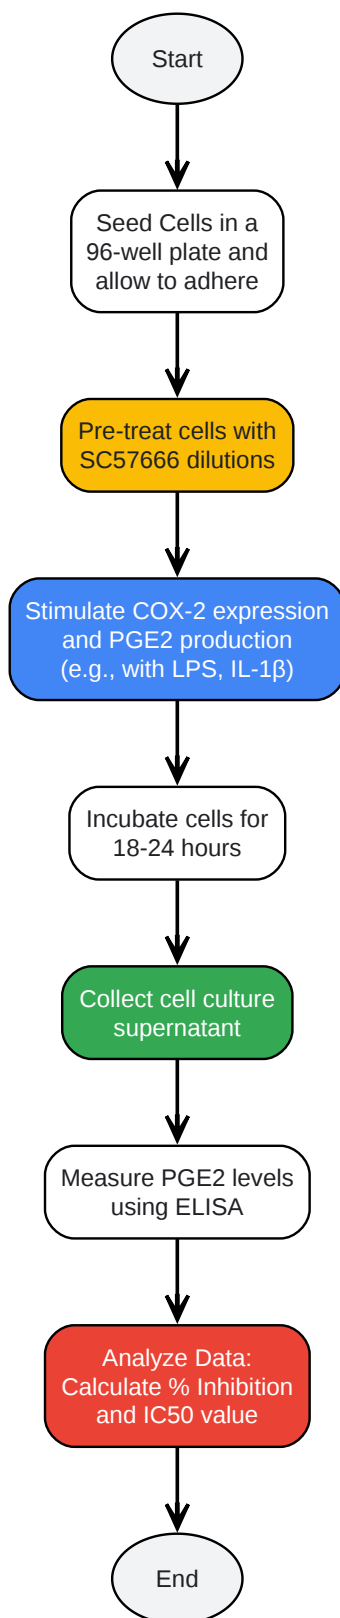 Start
Seed Cells in a
96-well plate and
allow to adhere
Pre-treat cells with
SC57666 dilutions
Stimulate COX-2 expression
and PGE2 production
(e.g., with LPS, IL-1β)
Incubate cells for
18-24 hours
Collect cell culture
supernatant
Measure PGE2 levels
using ELISA
Analyze Data:
Calculate % Inhibition
and IC50 value
End